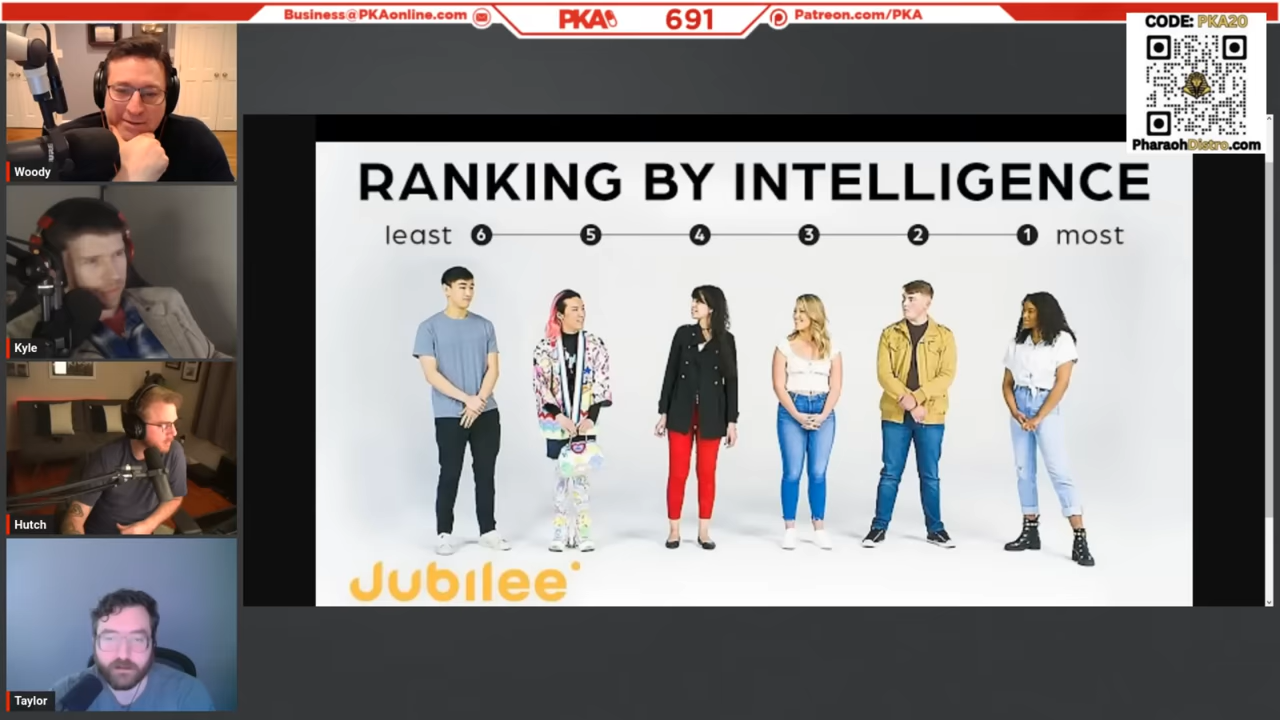 Business@PKAonline.com
PKA
691
Patreon.com/PKA
CODE: PKA20
PharaohDistro.com
Woody
Kyle
Hutch
Taylor
RANKING BY INTELLIGENCE
least 6 5 4 3 2 1 most
Jubilee